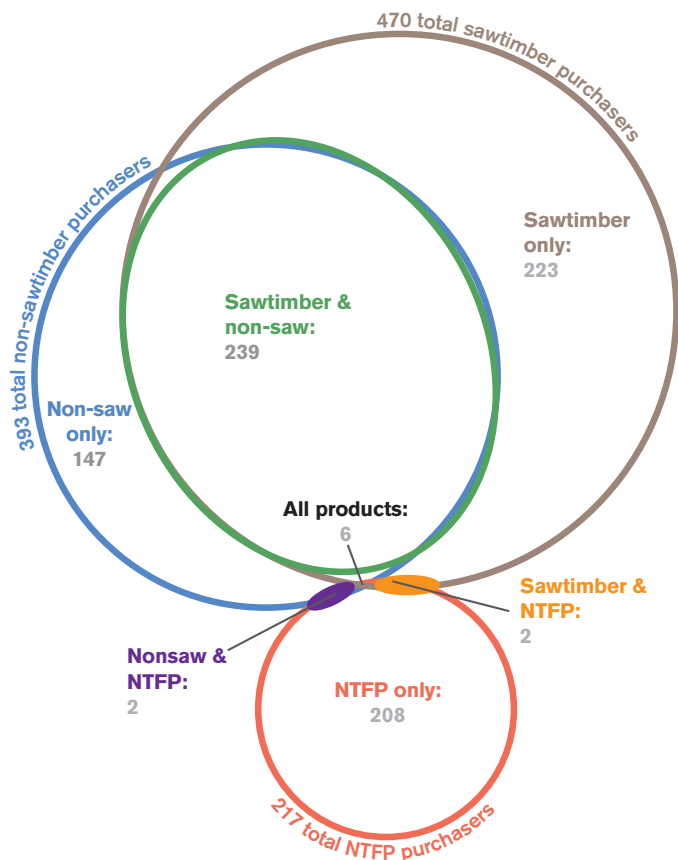 470 total sawtimber purchasers
393 total non-sawtimber purchasers
Sawtimber
only:
223
Sawtimber &
non-saw:
239
Non-saw
only:
147
All products:
6
Sawtimber &
NTFP:
2
Nonsaw &
NTFP:
2
NTFP only:
208
217 total NTFP purchasers